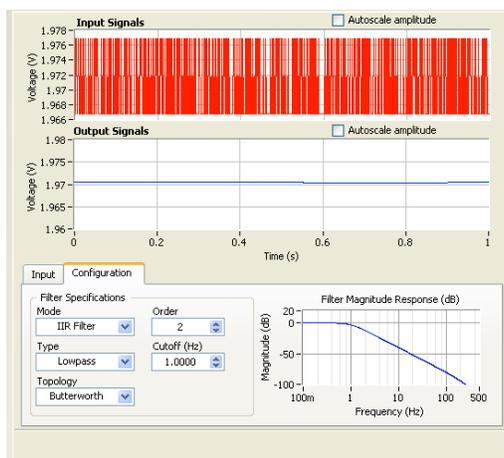 Input Signals
Autoscale amplitude
1.978
1.976
1.974
1.972
1.97
1.968
1.966
Voltage (V)
Output Signals
Autoscale amplitude
1.98
1.975
1.97
1.965
1.96
Voltage (V)
0 0.2 0.4 0.6 0.8 1
Time (s)
Input Configuration
Filter Specifications
Mode
IIR Filter
Order
2
Type
Lowpass
Cutoff (Hz)
1.0000
Topology
Butterworth
Filter Magnitude Response (dB)
20
0
-50
-100
Magnitude (dB)
100m 1 10 100 500
Frequency (Hz)